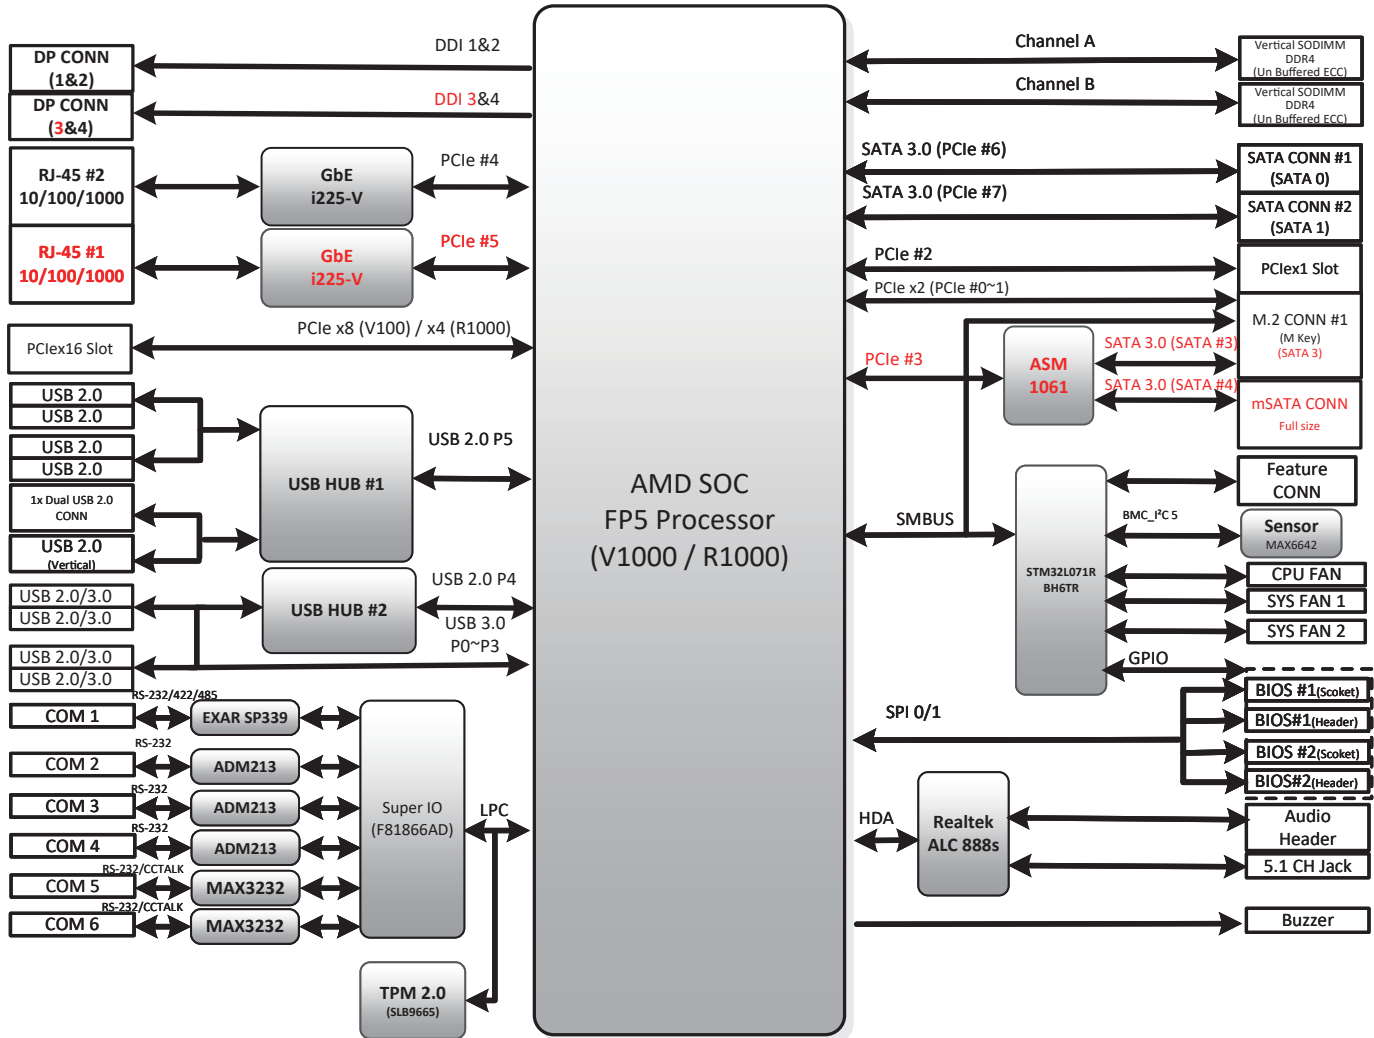 DP CONN
(1&2)
DDI 1&2
DP CONN
(3&4)
DDI 3&4
RJ-45 #2
10/100/1000
GbE
i225-V
PCIe #4
RJ-45 #1
10/100/1000
GbE
i225-V
PCIe #5
PCIex16 Slot
PCIe x8 (V100) / x4 (R1000)
USB 2.0
USB 2.0
USB 2.0
USB 2.0
1x Dual USB 2.0
CONN
USB 2.0
(Vertical)
USB HUB #1
USB 2.0 P5
USB 2.0/3.0
USB 2.0/3.0
USB 2.0/3.0
USB 2.0/3.0
USB HUB #2
USB 2.0 P4
USB 3.0
P0~P3
COM 1
RS-232/422/485
EXAR SP339
COM 2
RS-232
ADM213
COM 3
RS-232
ADM213
COM 4
RS-232
ADM213
COM 5
RS-232/CCTALK
MAX3232
COM 6
RS-232/CCTALK
MAX3232
Super IO
(F81866AD)
LPC
TPM 2.0
(SLB9665)
AMD SOC
FP5 Processor
(V1000 / R1000)
Channel A
Vertical SODIMM
DDR4
(Un Buffered ECC)
Channel B
Vertical SODIMM
DDR4
(Un Buffered ECC)
SATA 3.0 (PCIe #6)
SATA CONN #1
(SATA 0)
SATA 3.0 (PCIe #7)
SATA CONN #2
(SATA 1)
PCIe #2
PCIex1 Slot
PCIe x2 (PCIe #0~1)
M.2 CONN #1
(M Key)
(SATA 3)
PCIe #3
ASM
1061
SATA 3.0 (SATA #3)
SATA 3.0 (SATA #4)
mSATA CONN
Full size
SMBUS
STM32L071R
BH6TR
Feature
CONN
BMC_I²C 5
Sensor
MAX6642
CPU FAN
SYS FAN 1
SYS FAN 2
GPIO
SPI 0/1
BIOS #1(Scoket)
BIOS#1(Header)
BIOS #2(Scoket)
BIOS#2(Header)
HDA
Realtek
ALC 888s
Audio
Header
5.1 CH Jack
Buzzer